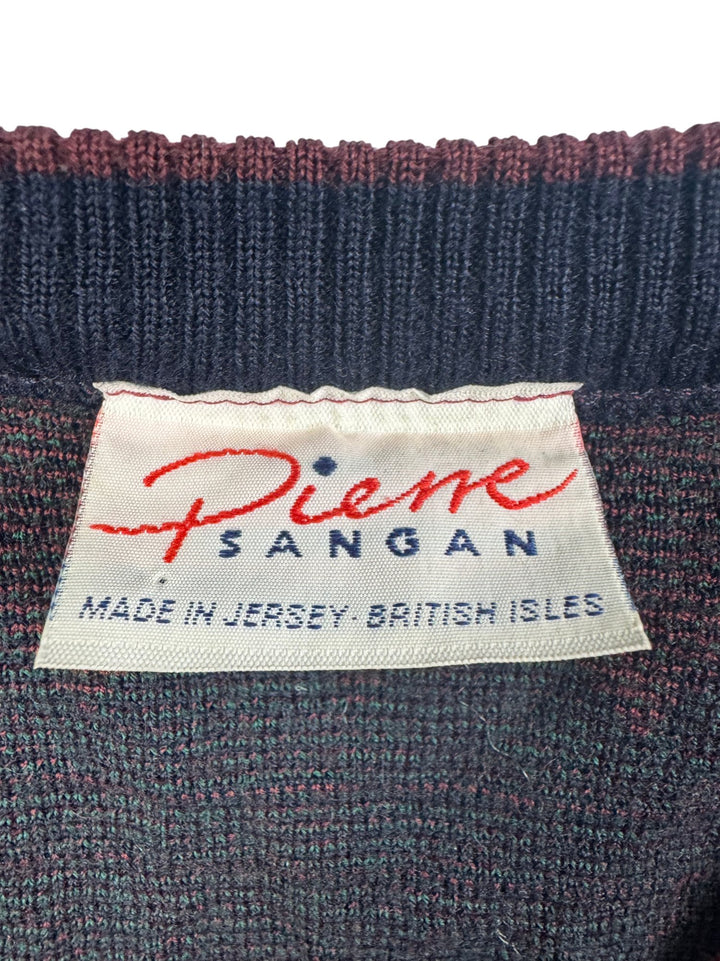 Pierre
SANGAN
MADE IN JERSEY · BRITISH ISLES